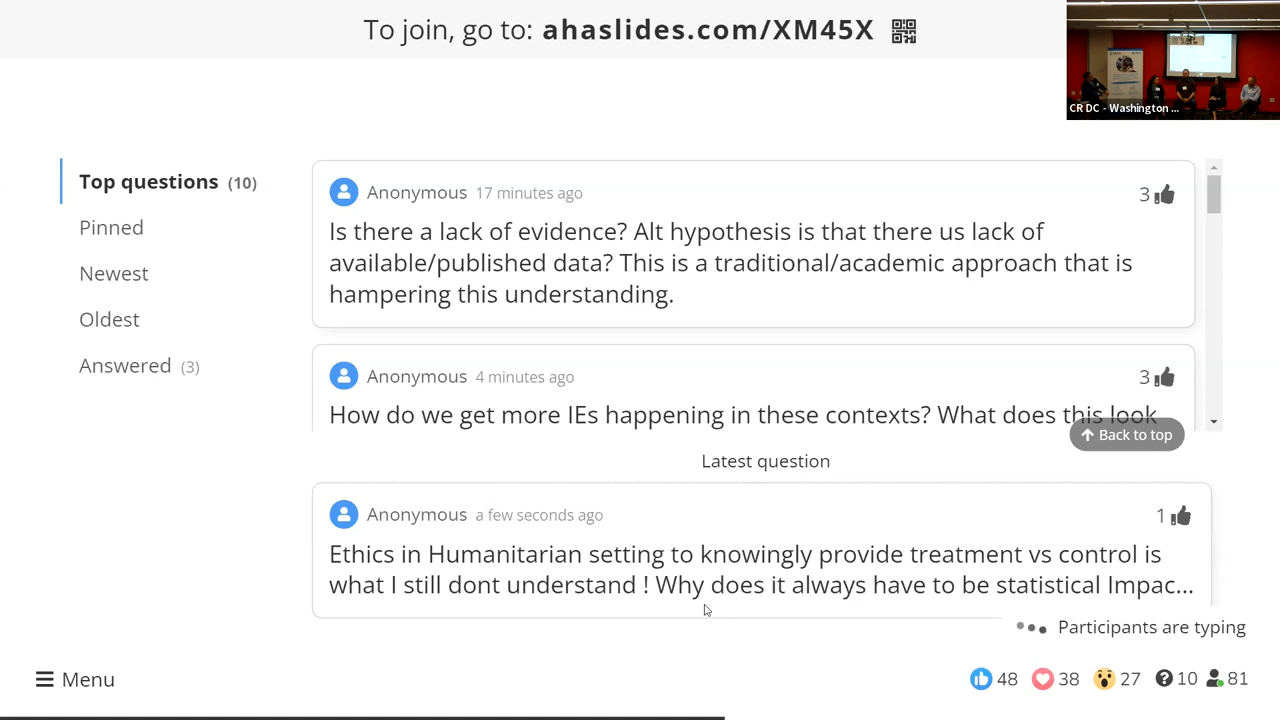 To join, go to: ahaslides.com/XM45X
CR DC - Washington ...
Top questions (10)
Pinned
Newest
Oldest
Answered (3)
Anonymous 17 minutes ago
3
Is there a lack of evidence? Alt hypothesis is that there us lack of
available/published data? This is a traditional/academic approach that is
hampering this understanding.
Anonymous 4 minutes ago
3
How do we get more IEs happening in these contexts? What does this look
Back to top
Latest question
Anonymous a few seconds ago
1
Ethics in Humanitarian setting to knowingly provide treatment vs control is
what I still dont understand ! Why does it always have to be statistical Impac...
Participants are typing
Menu
48 38 27 10 81